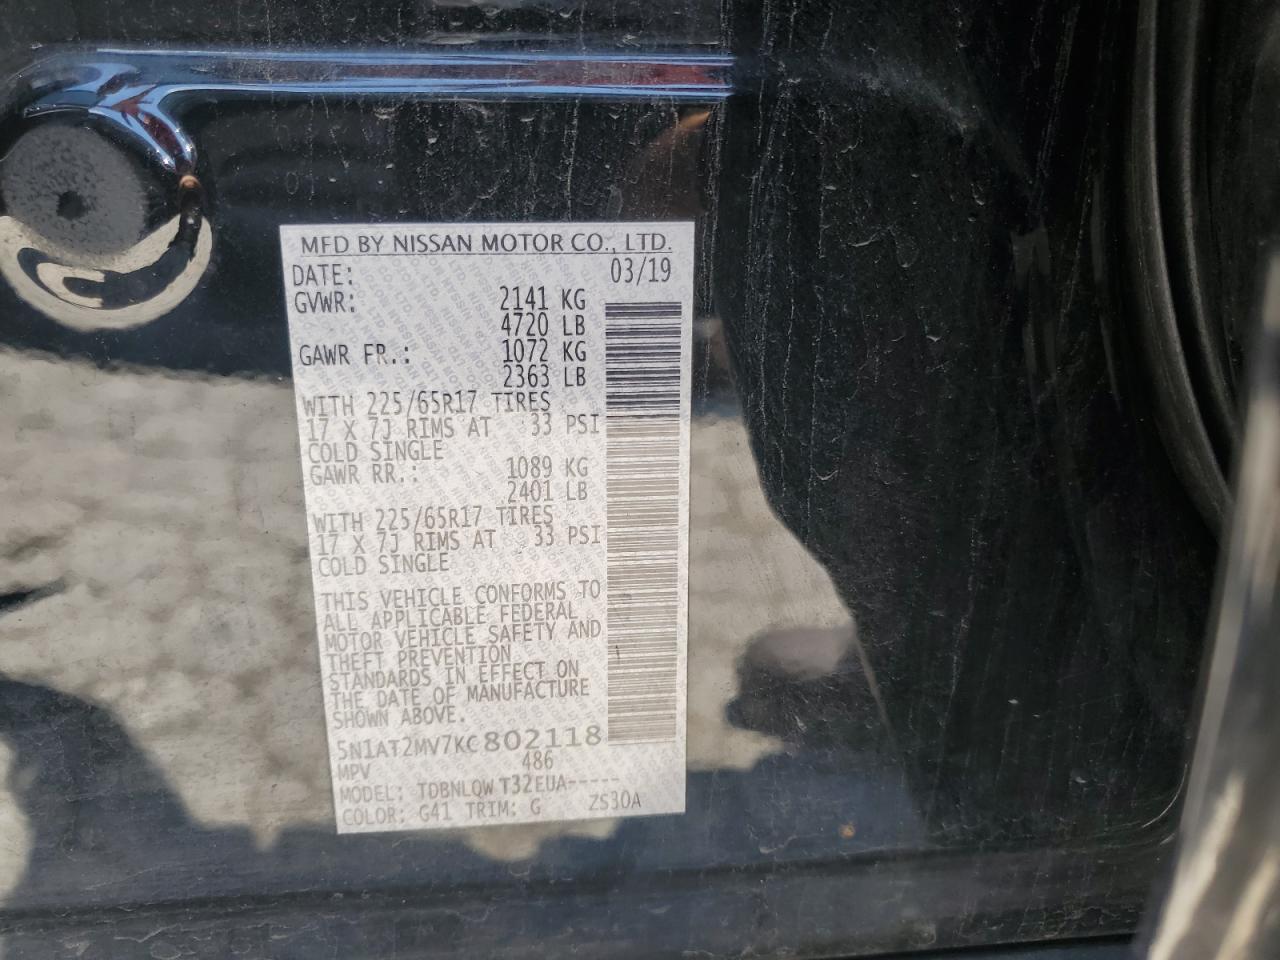 MFD BY NISSAN MOTOR CO., LTD.
DATE: 03/19
GVWR: 2141 KG
4720 LB
GAWR FR.: 1072 KG
2363 LB
WITH 225/65R17 TIRES
17 X 7J RIMS AT 33 PSI
COLD SINGLE
GAWR RR.: 1089 KG
2401 LB
WITH 225/65R17 TIRES
17 X 7J RIMS AT 33 PSI
COLD SINGLE
THIS VEHICLE CONFORMS TO
ALL APPLICABLE FEDERAL
MOTOR VEHICLE SAFETY AND
THEFT PREVENTION
STANDARDS IN EFFECT ON
THE DATE OF MANUFACTURE
SHOWN ABOVE.
5N1AT2MV7KC802118
MPV 486
MODEL: TDBNLQW T32EUA-----
COLOR: G41 TRIM: G ZS30A